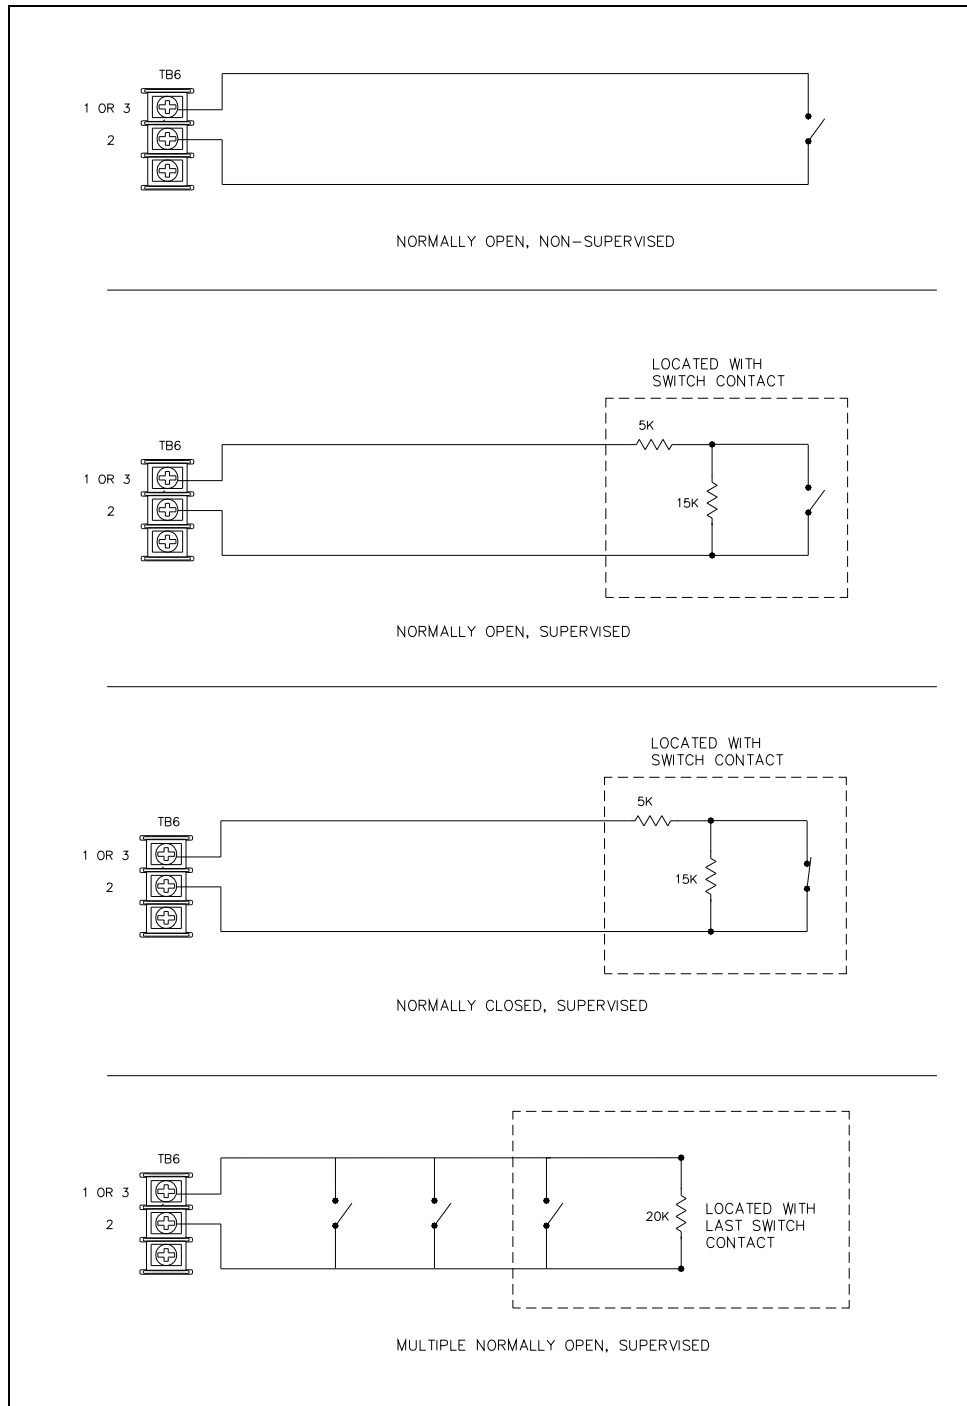 TB6
1 OR 3
2
NORMALLY OPEN, NON-SUPERVISED
LOCATED WITH
SWITCH CONTACT
5K
TB6
1 OR 3
15K
2
NORMALLY OPEN, SUPERVISED
LOCATED WITH
SWITCH CONTACT
5K
TB6
1 OR 3
15K
2
NORMALLY CLOSED, SUPERVISED
TB6
1 OR 3
20K
LOCATED WITH
LAST SWITCH
CONTACT
2
MULTIPLE NORMALLY OPEN, SUPERVISED